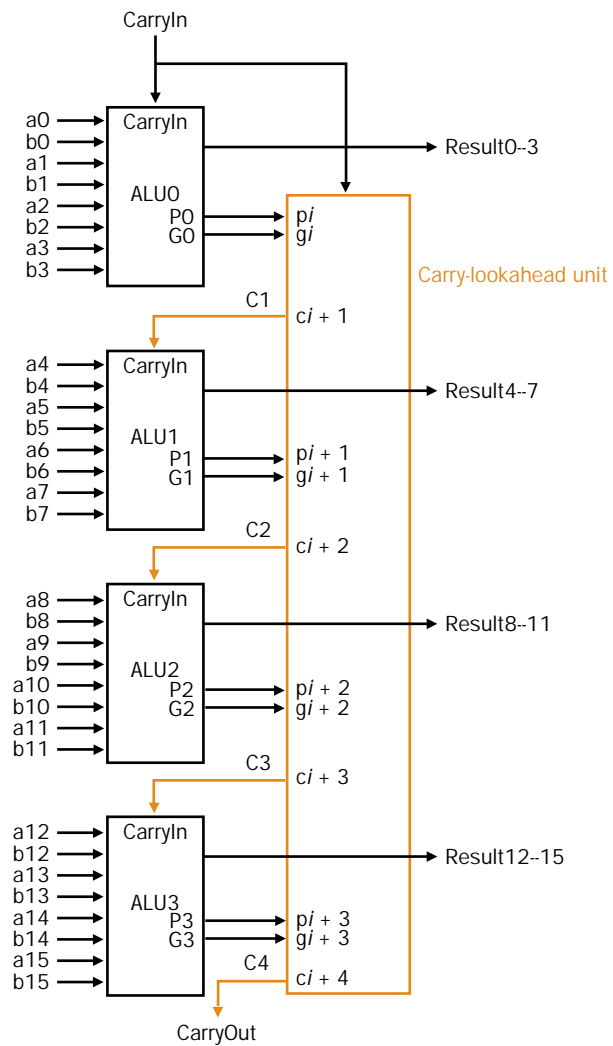 CarryIn
a0
b0
a1
b1
a2
b2
a3
b3
CarryIn
ALU0
P0
G0
Result0--3
pi
gi
Carry-lookahead unit
C1
ci + 1
a4
b4
a5
b5
a6
b6
a7
b7
CarryIn
ALU1
P1
G1
Result4--7
pi + 1
gi + 1
C2
ci + 2
a8
b8
a9
b9
a10
b10
a11
b11
CarryIn
ALU2
P2
G2
Result8--11
pi + 2
gi + 2
C3
ci + 3
a12
b12
a13
b13
a14
b14
a15
b15
CarryIn
ALU3
P3
G3
Result12--15
pi + 3
gi + 3
C4
ci + 4
CarryOut